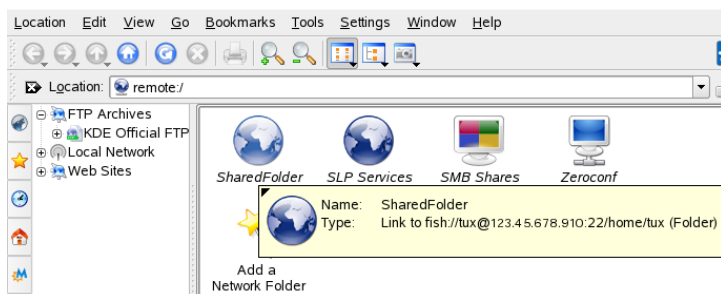 Location Edit View Go Bookmarks Tools Settings Window Help
Location: remote:/
FTP Archives
KDE Official FTP
Local Network
Web Sites
SharedFolder SLP Services SMB Shares Zeroconf
Name: SharedFolder
Type: Link to fish://tux@123.45.678.910:22/home/tux (Folder)
Add a
Network Folder